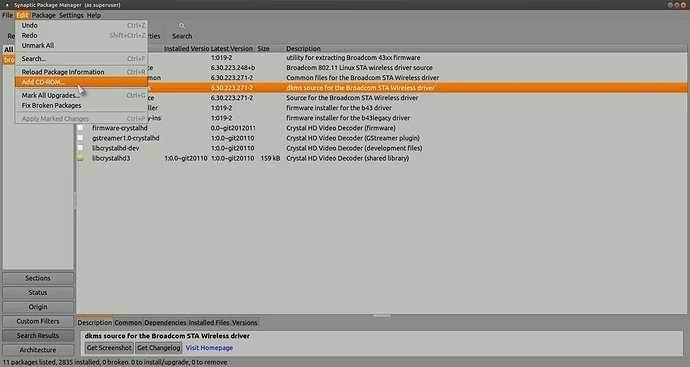 Synaptic Package Manager (as superuser)
File Edit Package Settings Help
Undo Ctrl+Z
Redo Shift+Ctrl+Z
Unmark All
Search... Ctrl+F
Reload Package Information Ctrl+R
Add CD-ROM...
Mark All Upgrades... Ctrl+G
Fix Broken Packages
Apply Marked Changes Ctrl+P
Re
rties
Search
All
bro
Installed Versio Latest Version Size Description
1:019-2 utility for extracting Broadcom 43xx firmware
ce 6.30.223.248+b Broadcom 802.11 Linux STA wireless driver source
6.30.223.271-2 Common files for the Broadcom STA Wireless driver
6.30.223.271-2 dkms source for the Broadcom STA Wireless driver
ce 6.30.223.271-2 Source for the Broadcom STA Wireless driver
1:019-2 firmware installer for the b43 driver
y-ins 1:019-2 firmware installer for the b43legacy driver
firmware-crystalhd 0.0~git2012011 Crystal HD Video Decoder (firmware)
gstreamer1.0-crystalhd 1:0.0~git20110 Crystal HD Video Decoder (GStreamer plugin)
libcrystalhd-dev 1:0.0~git20110 Crystal HD Video Decoder (development files)
libcrystalhd3 1:0.0~git20110 1:0.0~git20110 159 kB Crystal HD Video Decoder (shared library)
Sections
Status
Origin
Custom Filters
Search Results
Architecture
Description Common Dependencies Installed Files Versions
dkms source for the Broadcom STA Wireless driver
Get Screenshot Get Changelog Visit Homepage
11 packages listed, 2835 installed, 0 broken. 0 to install/upgrade, 0 to remove